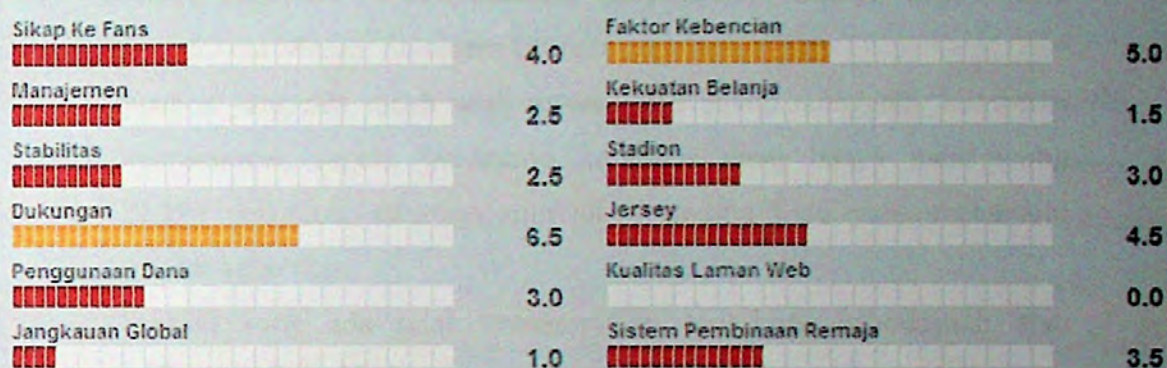 Sikap Ke Fans
4.0
Manajemen
2.5
Stabilitas
2.5
Dukungan
6.5
Penggunaan Dana
3.0
Jangkauan Global
1.0
Faktor Kebencian
5.0
Kekuatan Belanja
1.5
Stadion
3.0
Jersey
4.5
Kualitas Laman Web
0.0
Sistem Pembinaan Remaja
3.5